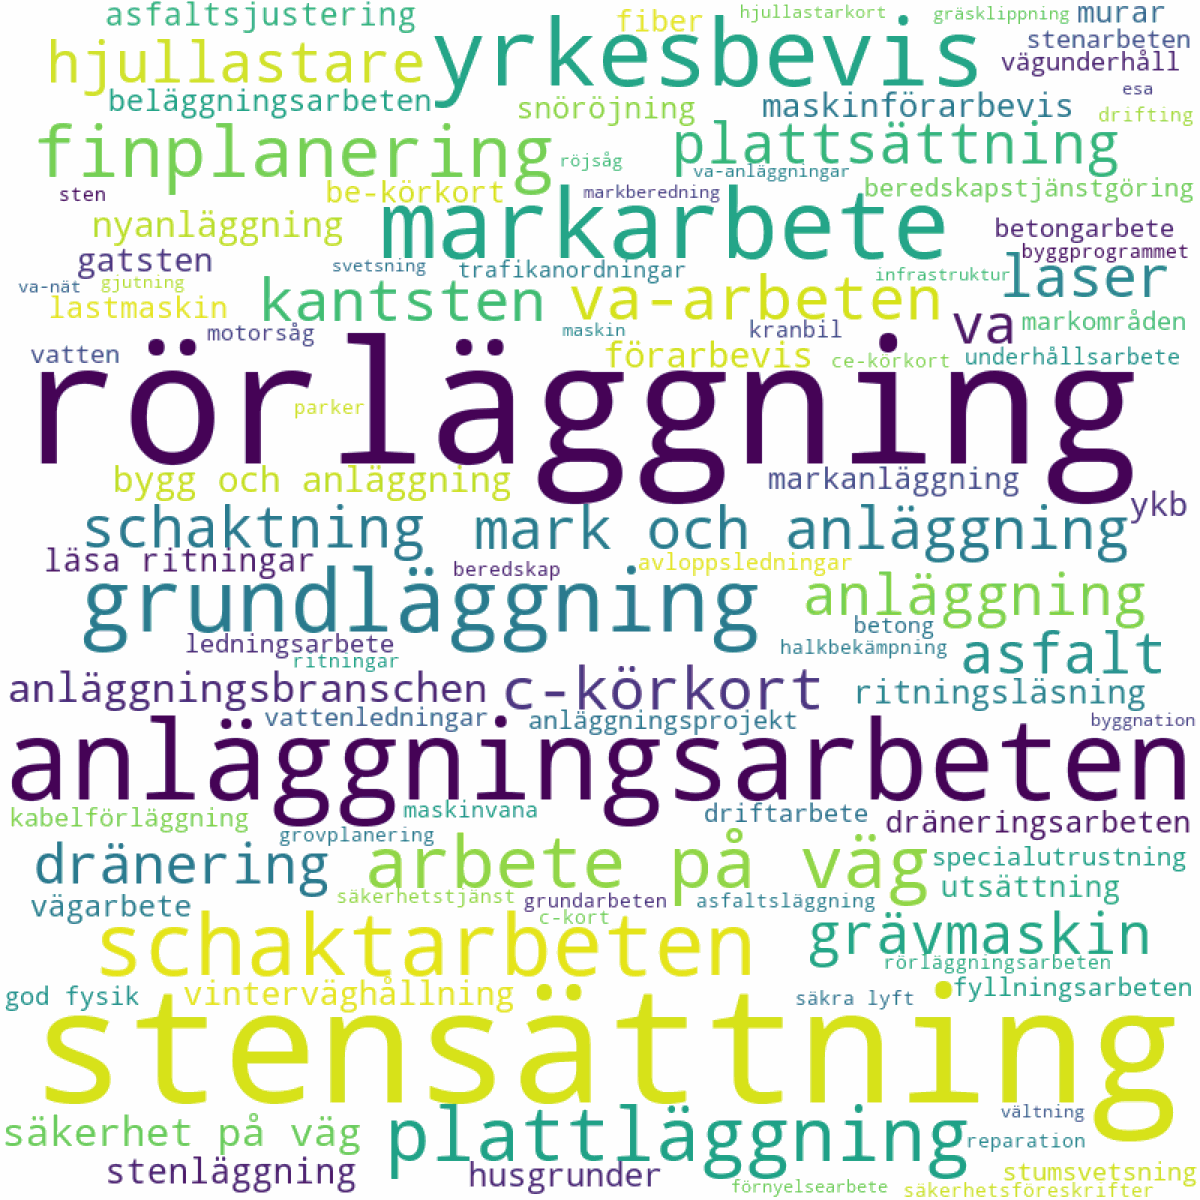 asfaltsjustering
fiber
hjullastarkort
gräsklippning
murar
hjullastare
yrkesbevis
stenarbeten
vägunderhåll
beläggningsarbeten
snöröjning
maskinförarbevis
esa
drifting
finplanering
röjsåg
plattsättning
va-anläggningar
sten
be-körkort
markberedning
beredskapstjänstgöring
nyanläggning
markarbete
betongarbete
gatsten
svetsning
trafikanordningar
byggprogrammet
infrastruktur
laser
va-nät
gjutning
lastmaskin
kantsten
va-arbeten
motorsåg
maskin
kranbil
va
markområden
vatten
förarbevis
ce-körkort
underhållsarbete
rörläggning
parker
bygg och anläggning
markanläggning
ykb
schaktning
mark och anläggning
läsa ritningar
beredskap
avloppsledningar
grundläggning
anläggning
ledningsarbete
ritningar
betong
halkbekämpning
asfalt
anläggningsbranschen
c-körkort
ritningsläsning
vattenledningar
anläggningsprojekt
byggnation
anläggningsarbeten
kabelförläggning
maskinvana
driftarbete
dräneringsarbeten
grovplanering
dränering
arbete på väg
specialutrustning
utsättning
vägarbete
säkerhetstjänst
grundarbeten
asfaltsläggning
c-kort
schaktarbeten
grävmaskin
rörläggningsarbeten
god fysik
vinterväghållning
säkra lyft
fyllningsarbeten
stensättning
säkerhet på väg
plattläggning
vältning
reparation
stenläggning
husgrunder
förnyelsearbete
stumsvetsning
säkerhetsföreskrifter